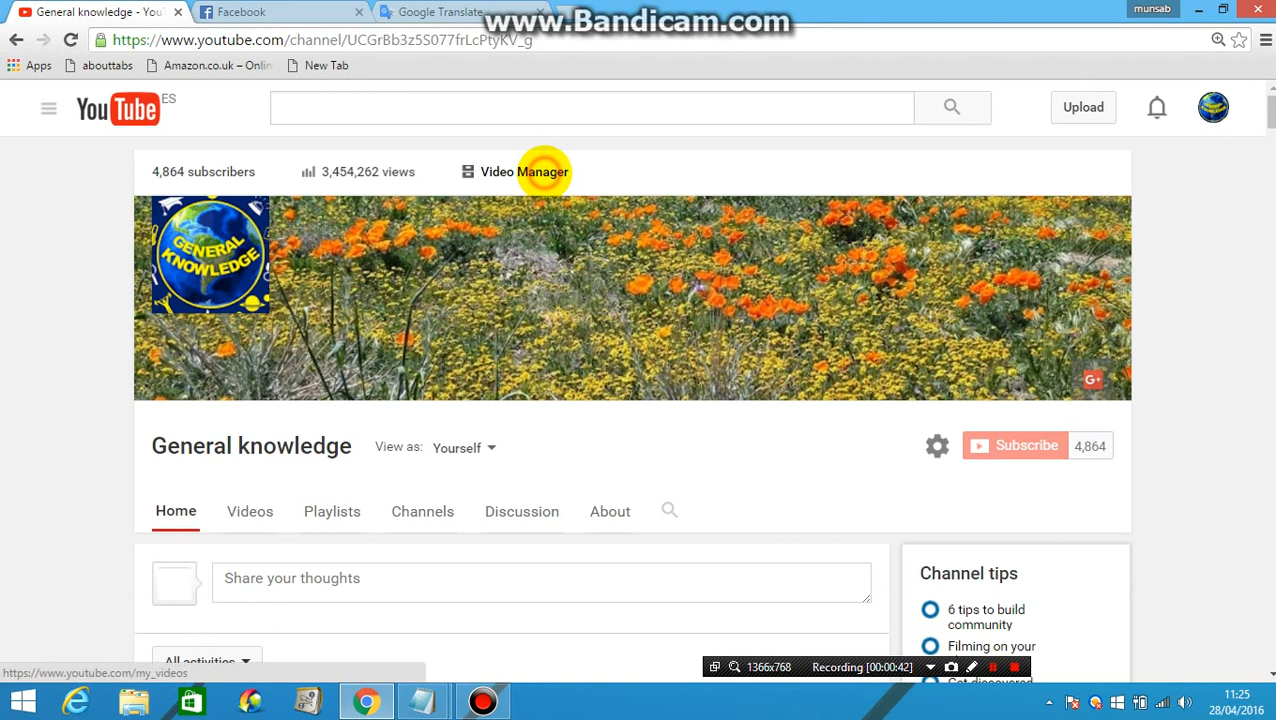 General knowledge - YouT
Facebook
Google Translate
www.Bandicam.com
munsab
https://www.youtube.com/channel/UCGrBb3z5S077frLcPtyKV_g
Apps
abouttabs
Amazon.co.uk – Onlin
New Tab
YouTube ES
Upload
4,864 subscribers
3,454,262 views
Video Manager
GENERAL
KNOWLEDGE
G+
General knowledge
View as: Yourself
Subscribe 4,864
Home
Videos
Playlists
Channels
Discussion
About
Share your thoughts
Channel tips
6 tips to build
community
Filming on your
All activities
1366x768
Recording [00:00:42]
https://www.youtube.com/my_videos
11:25
28/04/2016